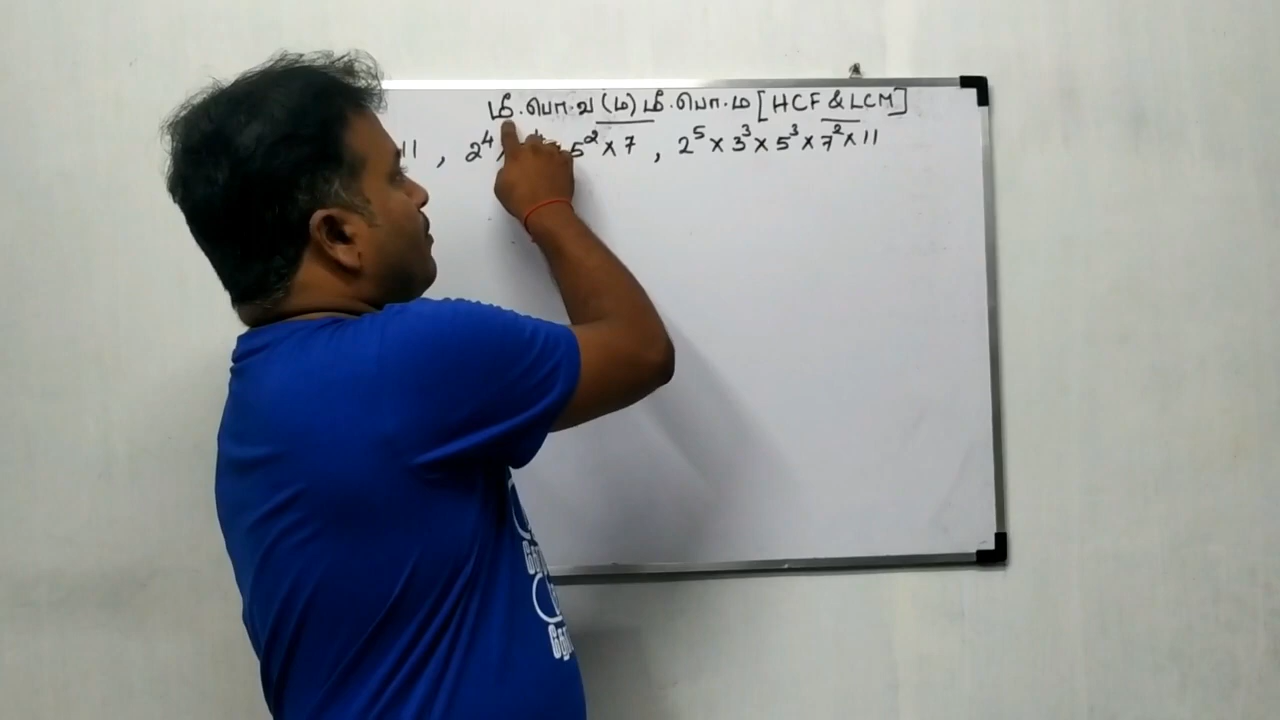 மீ.பொ.வ (ம) மீ.பொ.ம [HCF & LCM]
11 , 2⁴ × 5² × 7 , 2⁵ × 3³ × 5³ × 7² × 11